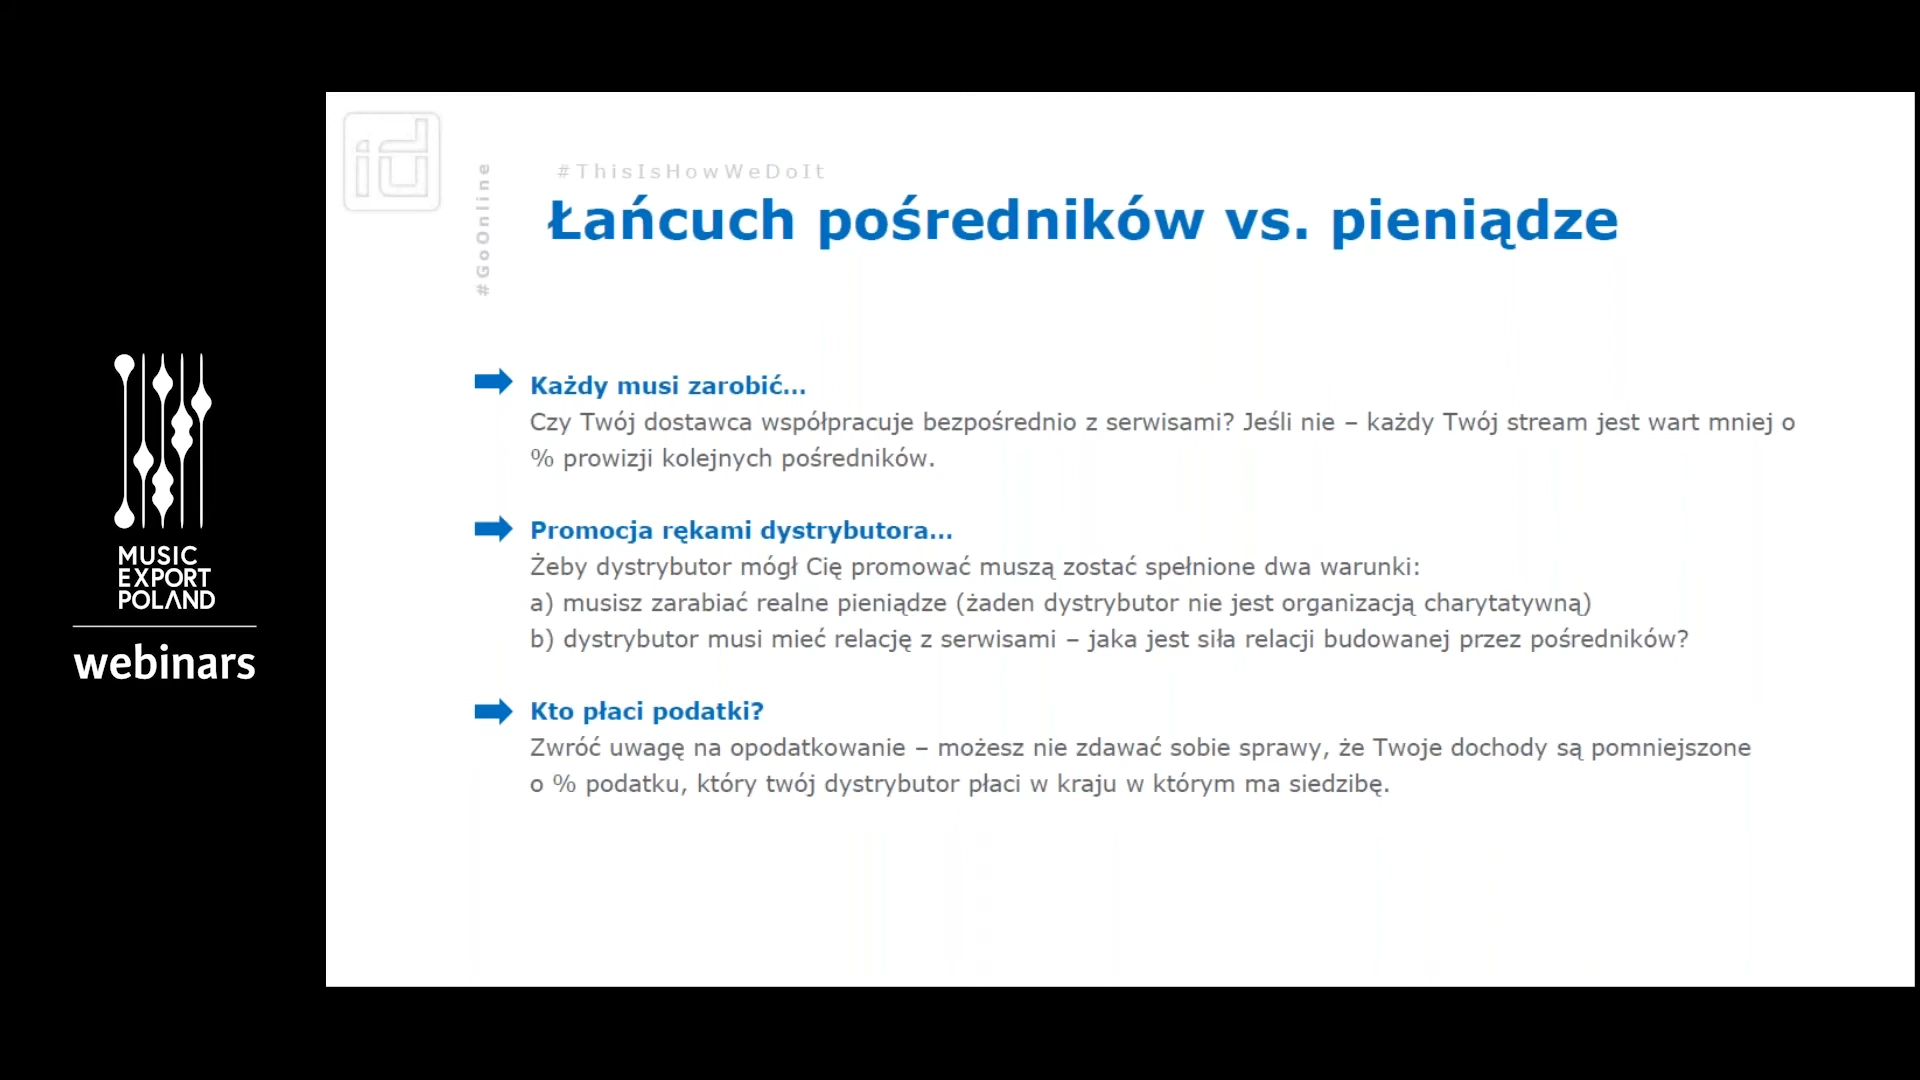 id
#GoOnline
#ThisIsHowWeDoIt
Łańcuch pośredników vs. pieniądze
Każdy musi zarobić...
Czy Twój dostawca współpracuje bezpośrednio z serwisami? Jeśli nie – każdy Twój stream jest wart mniej o
% prowizji kolejnych pośredników.
Promocja rękami dystrybutora...
Żeby dystrybutor mógł Cię promować muszą zostać spełnione dwa warunki:
a) musisz zarabiać realne pieniądze (żaden dystrybutor nie jest organizacją charytatywną)
b) dystrybutor musi mieć relację z serwisami – jaka jest siła relacji budowanej przez pośredników?
Kto płaci podatki?
Zwróć uwagę na opodatkowanie – możesz nie zdawać sobie sprawy, że Twoje dochody są pomniejszone
o % podatku, który twój dystrybutor płaci w kraju w którym ma siedzibę.
MUSIC
EXPORT
POLAND
webinars